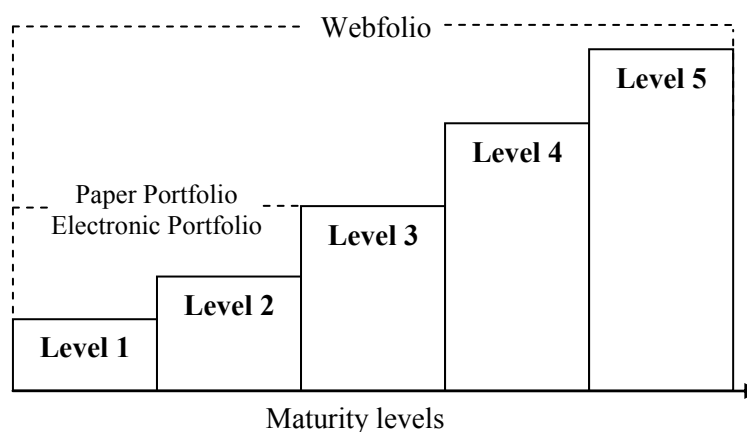 Webfolio
Level 5
Level 4
Paper Portfolio
Electronic Portfolio
Level 3
Level 2
Level 1
Maturity levels